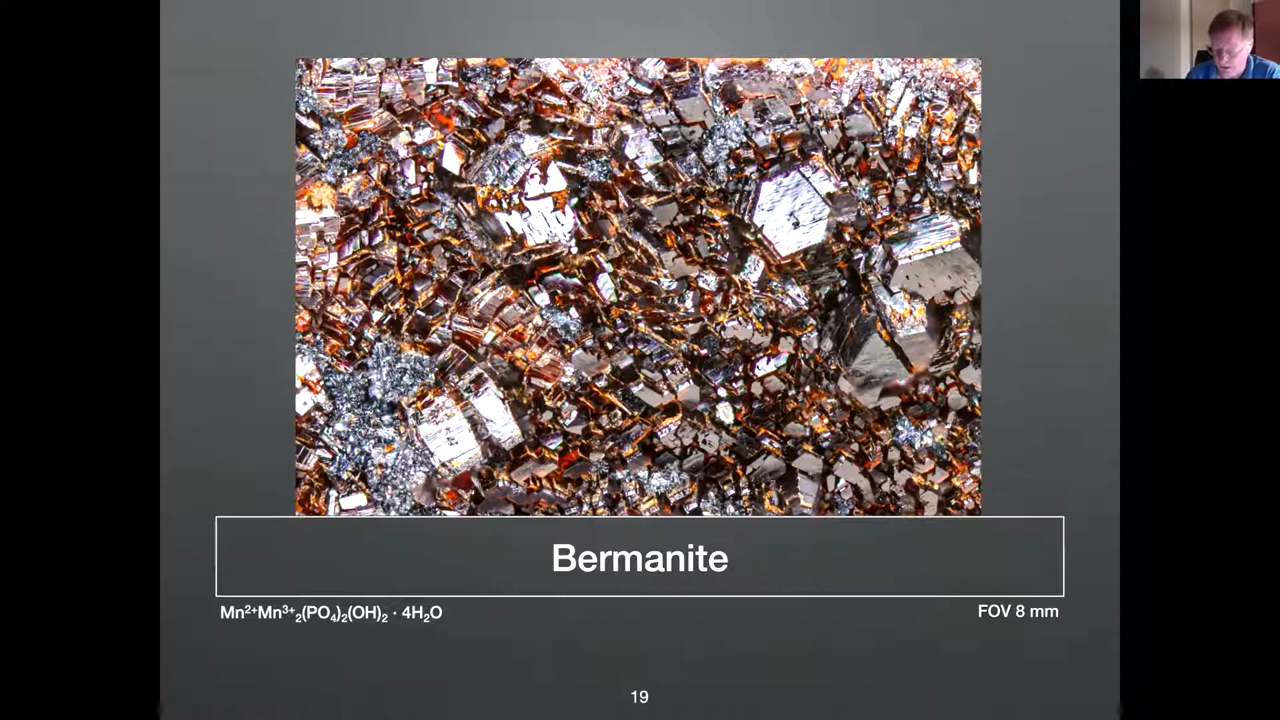 Bermanite
Mn²⁺Mn³⁺₂(PO₄)₂(OH)₂ · 4H₂O
FOV 8 mm
19